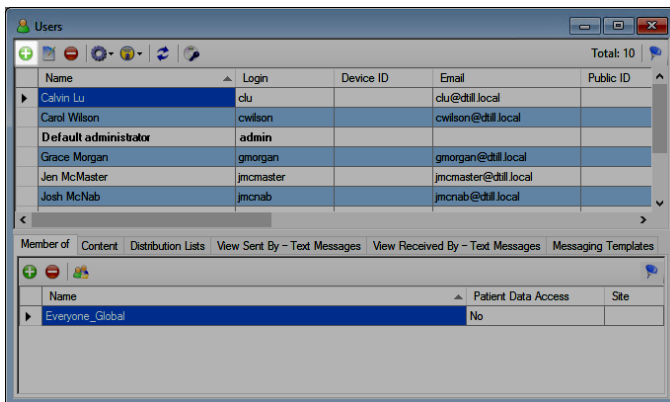 Users
Total: 10
Name Login Device ID Email Public ID
Calvin Lu clu clu@dtill.local
Carol Wilson cwilson cwilson@dtill.local
Default administrator admin
Grace Morgan gmorgan gmorgan@dtill.local
Jen McMaster jmcmaster jmcmaster@dtill.local
Josh McNab jmcnab jmcnab@dtill.local
Member of Content Distribution Lists View Sent By - Text Messages View Received By - Text Messages Messaging Templates
Name Patient Data Access Site
Everyone_Global No